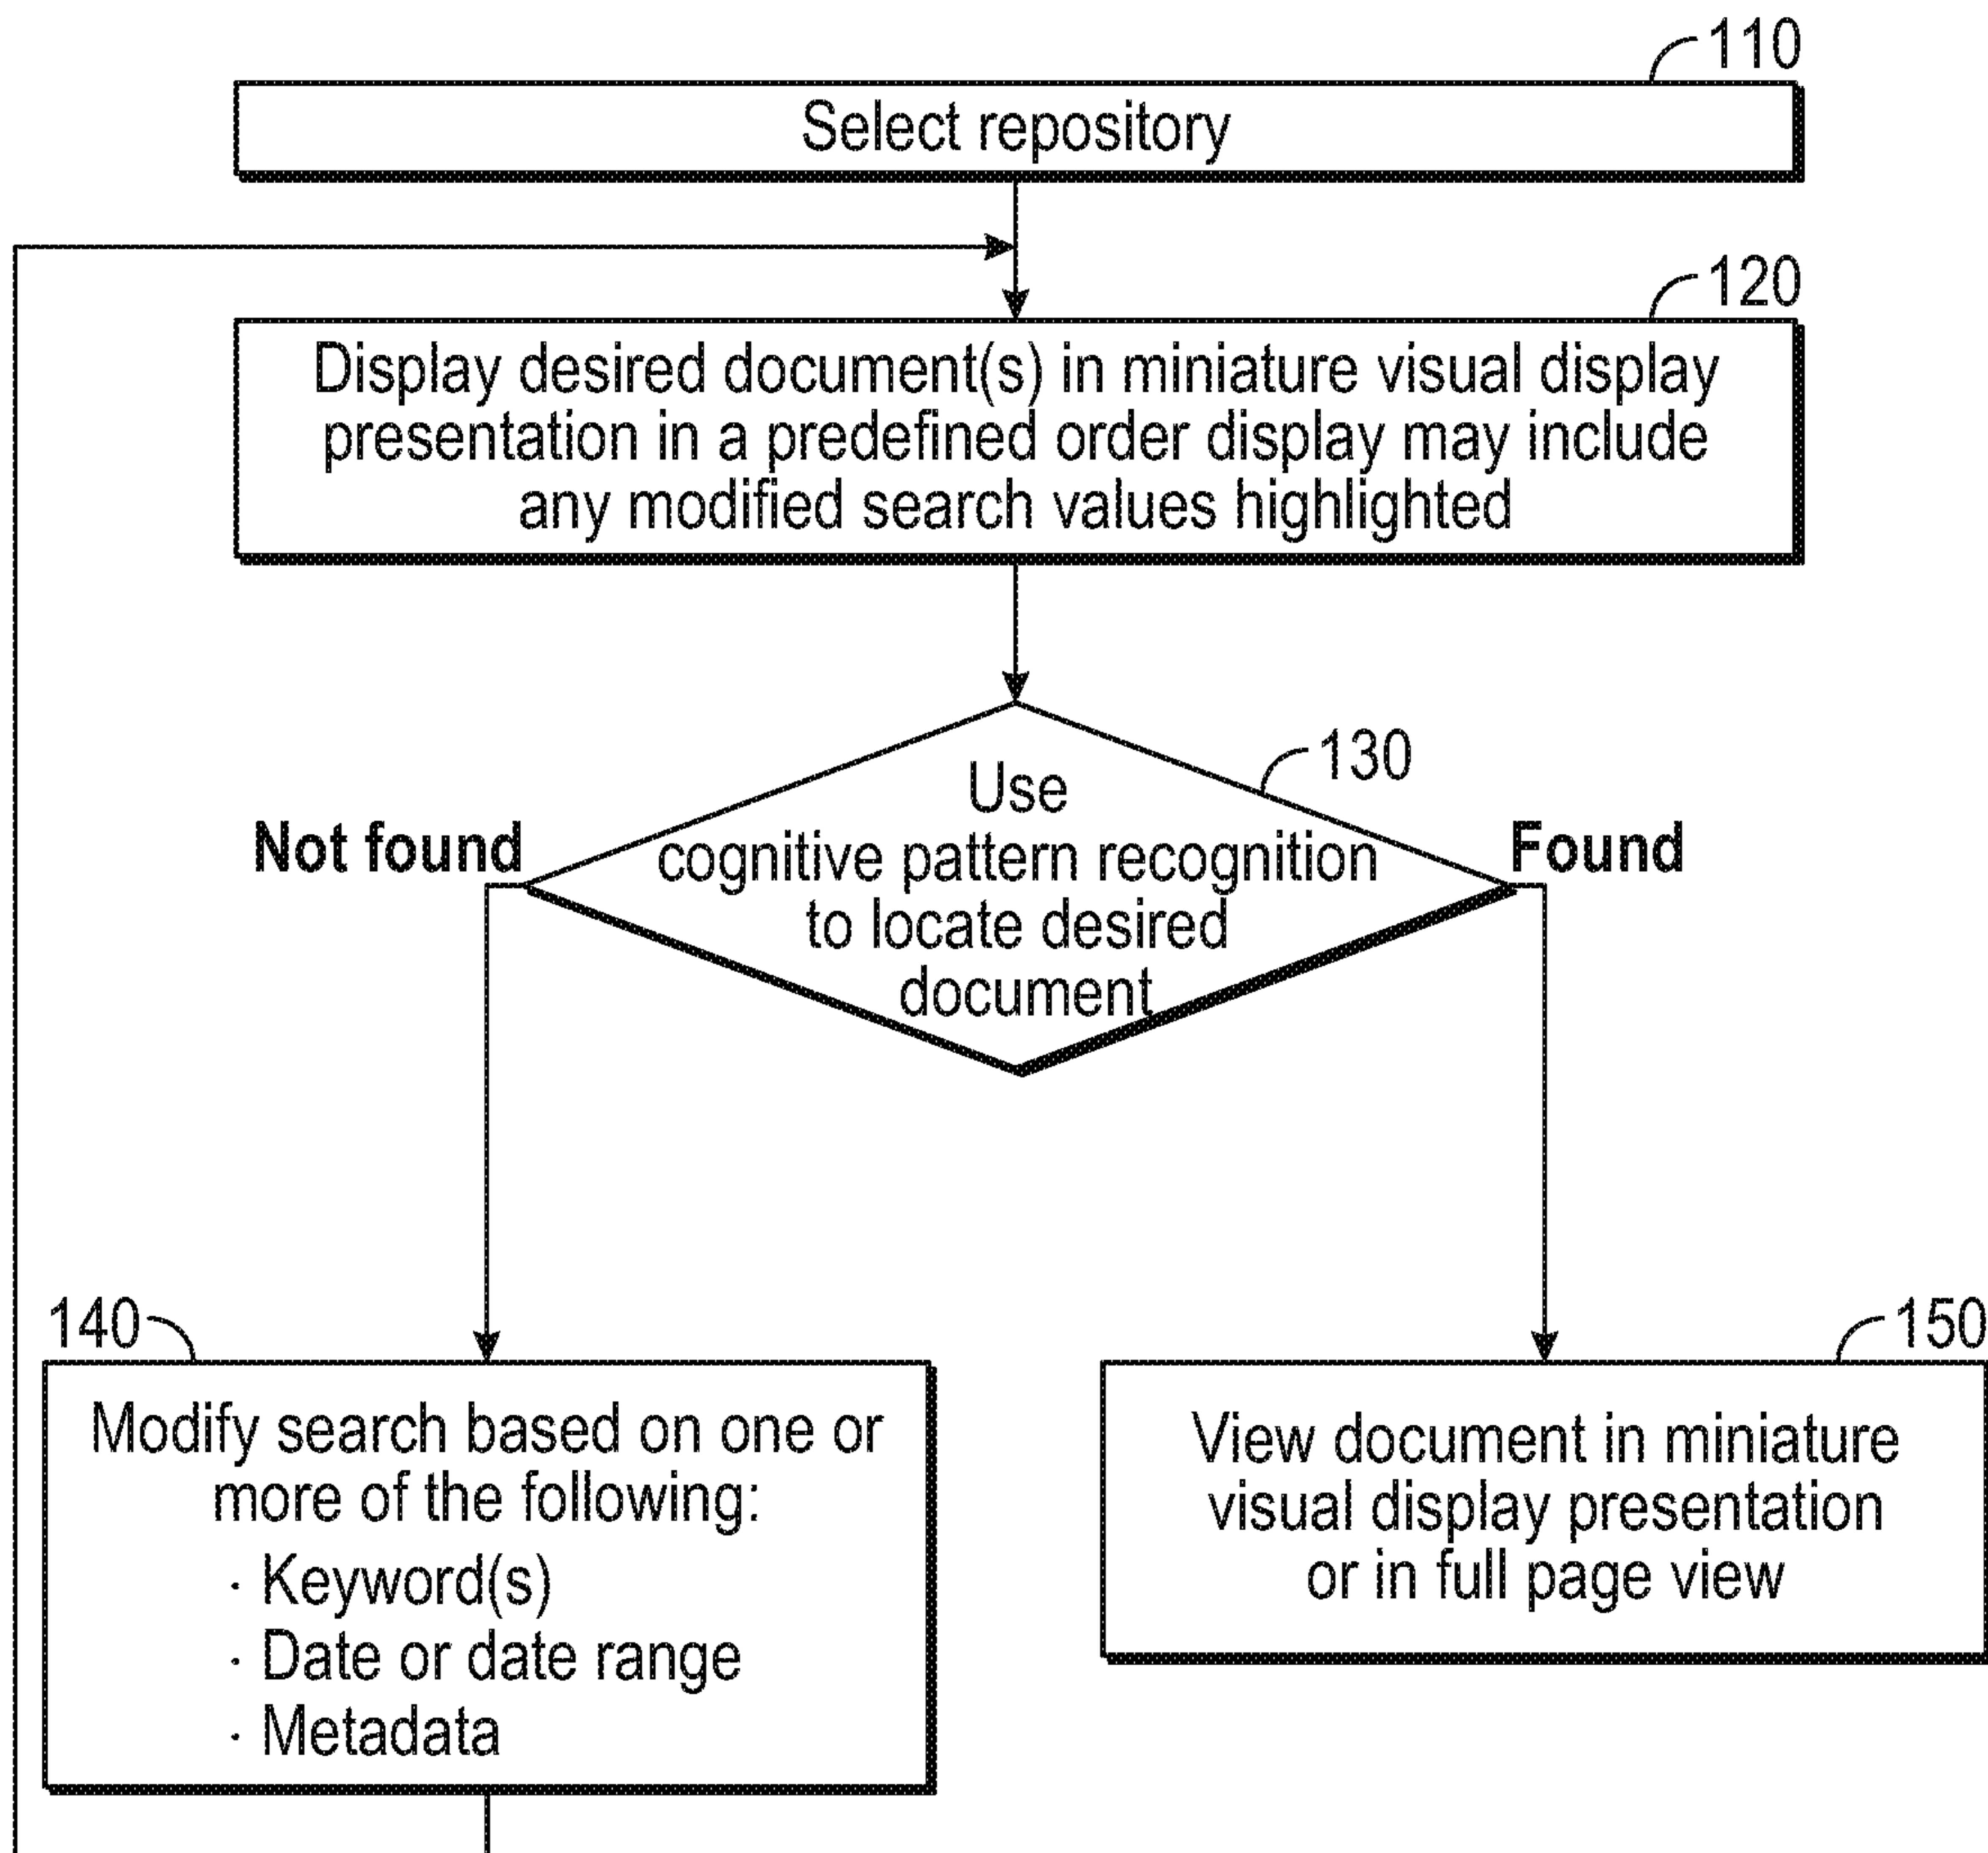 110
Select repository
120
Display desired document(s) in miniature visual display
presentation in a predefined order display may include
any modified search values highlighted
130
Use
cognitive pattern recognition
to locate desired
document
Not found
Found
140
Modify search based on one or
more of the following:
· Keyword(s)
· Date or date range
· Metadata
150
View document in miniature
visual display presentation
or in full page view